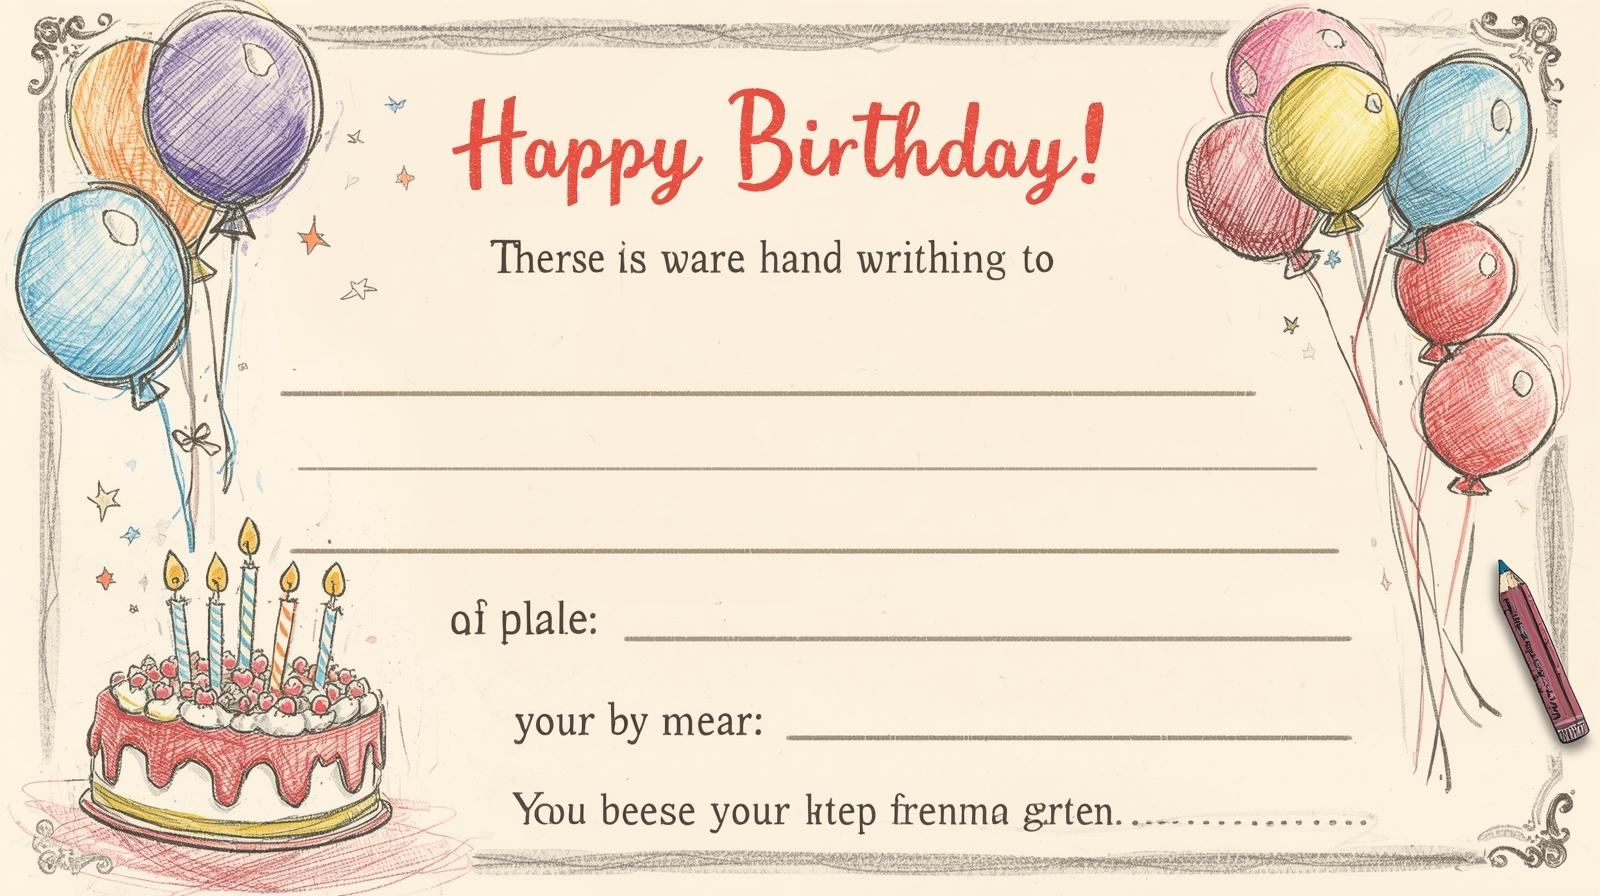 Happy Birthday!
Therse is ware hand writhing to
of plale:
your by mear:
You beese your ktep frenma grten.